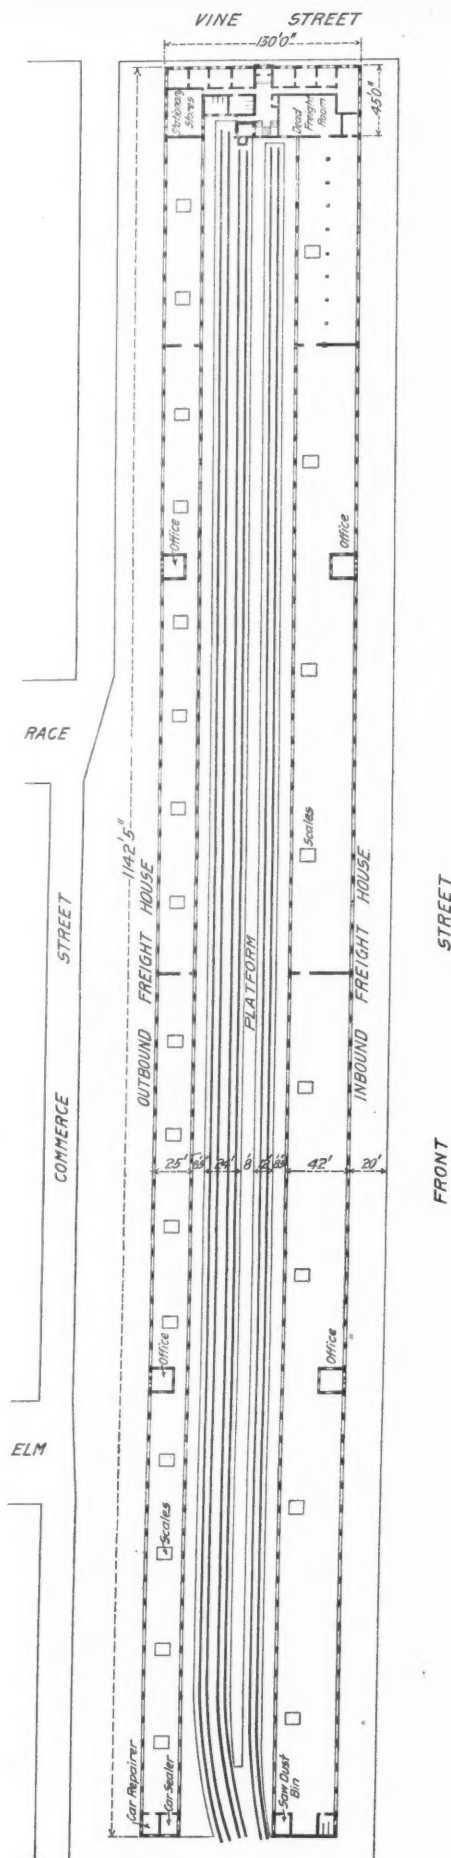 VINE STREET
130'0"
45'0"
Stationary Stores
Dead Freight Room
Office
Office
RACE
1142'5"
Scales
OUTBOUND FREIGHT HOUSE
INBOUND FREIGHT HOUSE
PLATFORM
COMMERCE STREET
FRONT STREET
25'
24'
8'
42'
20'
Office
Office
ELM
Scales
Car Repairer
Car Sealer
Saw Dust Bin